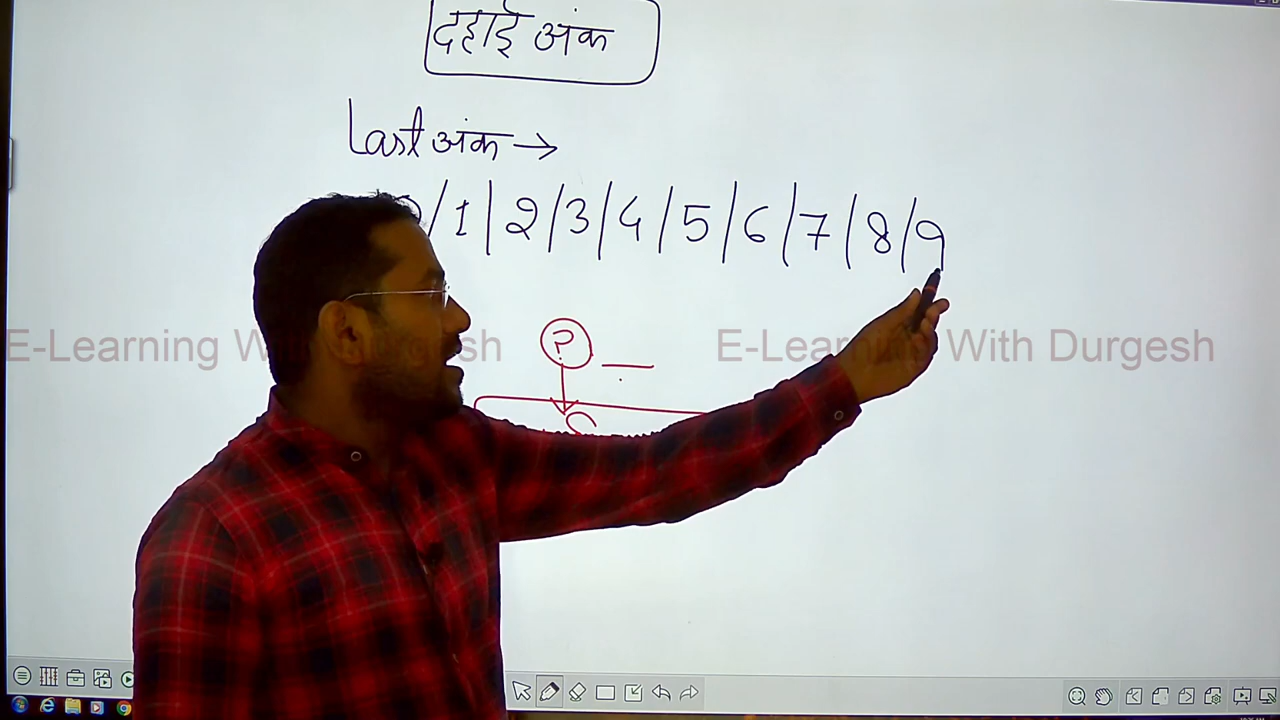 दहाई अंक
Last अंक →
0/1|2/3/4/5/6/7/8/9
E-Learning With Durgesh E-Learning With Durgesh
?